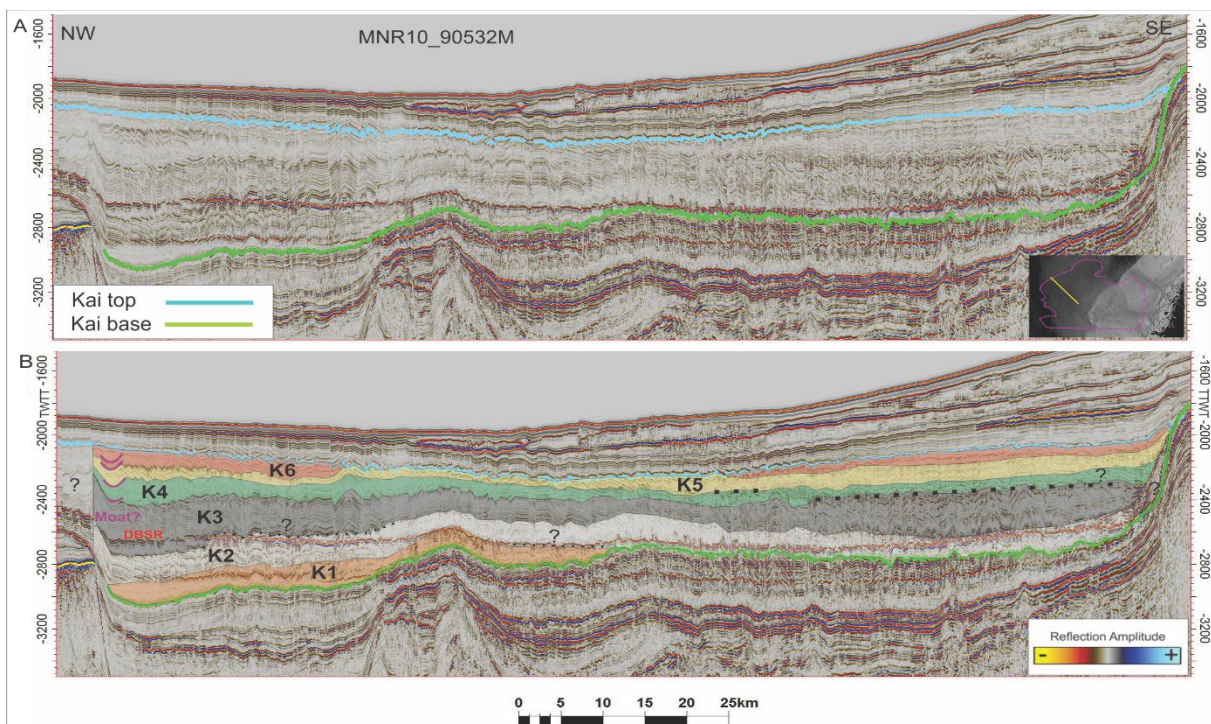 A
NW
MNR10_90532M
SE
-1600
-2000
-2400
-2800
-3200
-1600
-2000
-2400
-2800
-3200
Kai top
Kai base
B
-1600
TWTT
-2000
-2400
-2800
-3200
-1600
TTWT
-2000
-2400
-2800
-3200
K6
?
K5
K4
?
K3
?
Moat?
?
DBSR
?
K2
K1
Reflection Amplitude
- +
0 5 10 15 20 25km